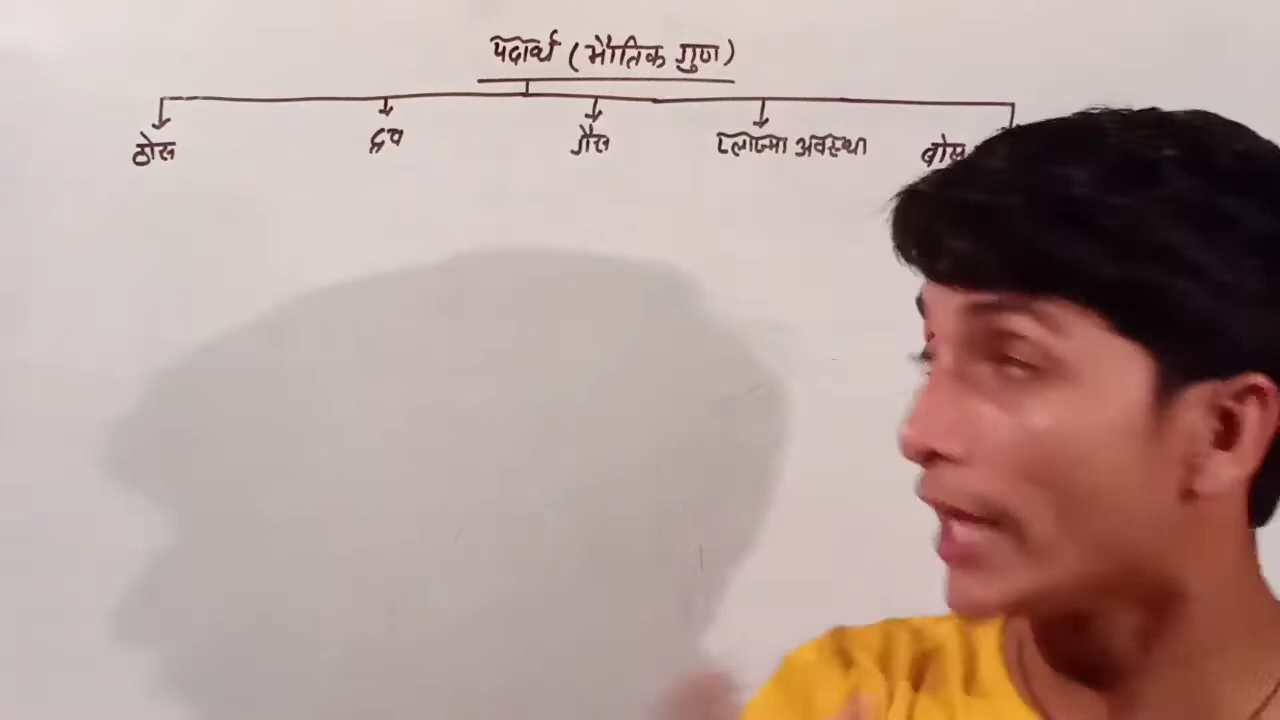 पदार्थ (भौतिक गुण)
ठोस द्रव गैस प्लाज्मा अवस्था बोस